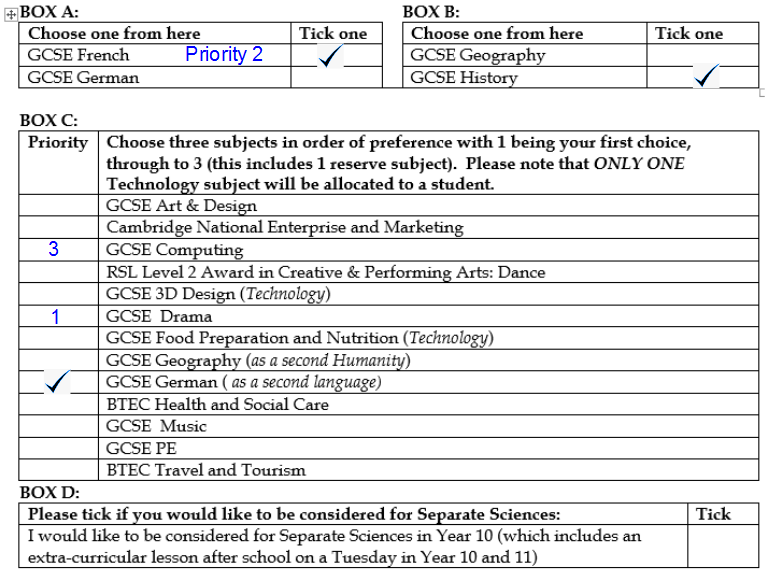 BOX A:
Choose one from here Tick one
GCSE French Priority 2 ✓
GCSE German
BOX B:
Choose one from here Tick one
GCSE Geography
GCSE History ✓
BOX C:
Priority Choose three subjects in order of preference with 1 being your first choice,
through to 3 (this includes 1 reserve subject). Please note that ONLY ONE
Technology subject will be allocated to a student.
GCSE Art & Design
Cambridge National Enterprise and Marketing
3 GCSE Computing
RSL Level 2 Award in Creative & Performing Arts: Dance
GCSE 3D Design (Technology)
1 GCSE Drama
GCSE Food Preparation and Nutrition (Technology)
GCSE Geography (as a second Humanity)
✓ GCSE German ( as a second language)
BTEC Health and Social Care
GCSE Music
GCSE PE
BTEC Travel and Tourism
BOX D:
Please tick if you would like to be considered for Separate Sciences: Tick
I would like to be considered for Separate Sciences in Year 10 (which includes an
extra-curricular lesson after school on a Tuesday in Year 10 and 11)